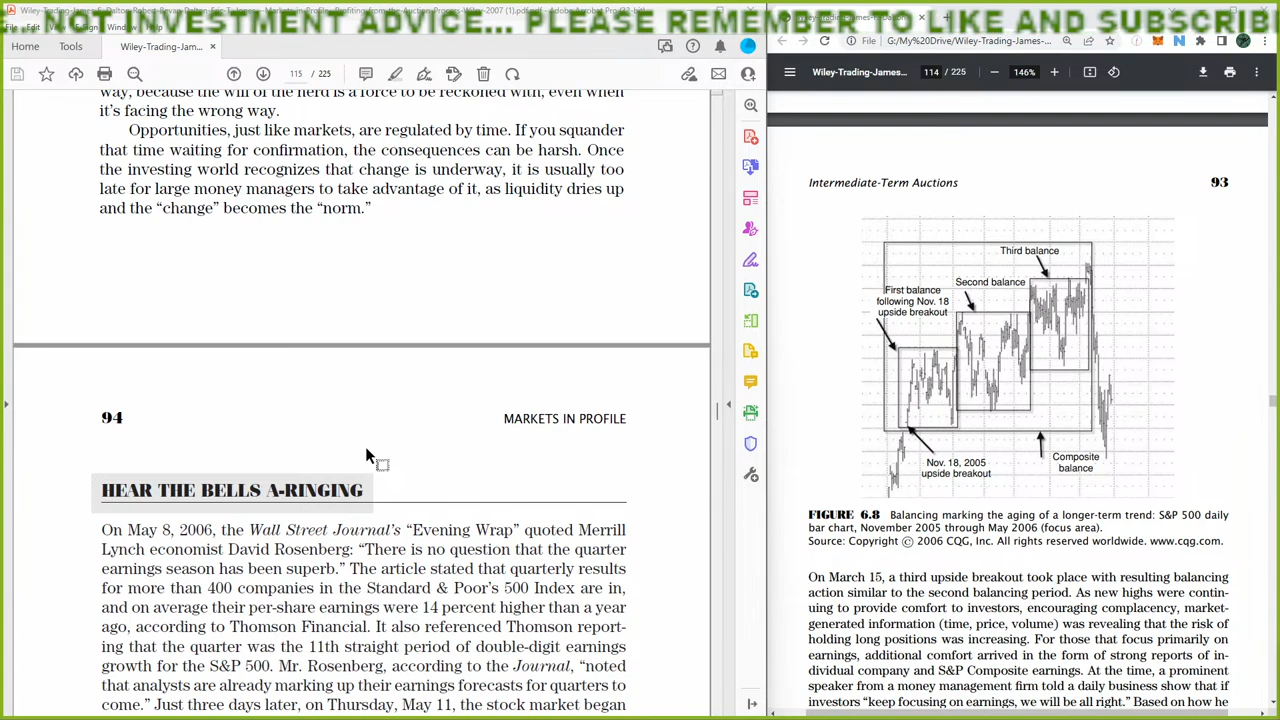 OT INVESTMENT ADVICE... PLEASE REMEMBER TO LIKE AND SUBSCRIB
Home
Tools
Wiley-Trading-Jam...
×
115 / 225
way, because the will of the herd is a force to be reckoned with, even when
it's facing the wrong way.
Opportunities, just like markets, are regulated by time. If you squander
that time waiting for confirmation, the consequences can be harsh. Once
the investing world recognizes that change is underway, it is usually too
late for large money managers to take advantage of it, as liquidity dries up
and the “change” becomes the “norm.”
94
MARKETS IN PROFILE
HEAR THE BELLS A-RINGING
On May 8, 2006, the Wall Street Journal's “Evening Wrap” quoted Merrill
Lynch economist David Rosenberg: “There is no question that the quarter
earnings season has been superb.” The article stated that quarterly results
for more than 400 companies in the Standard & Poor's 500 Index are in,
and on average their per-share earnings were 14 percent higher than a year
ago, according to Thomson Financial. It also referenced Thomson report-
ing that the quarter was the 11th straight period of double-digit earnings
growth for the S&P 500. Mr. Rosenberg, according to the Journal, “noted
that analysts are already marking up their earnings forecasts for quarters to
come.” Just three days later, on Thursday, May 11, the stock market began
File
G:/My%20Drive/Wiley-Trading-James-...
Wiley-Trading-James...
114 / 225
146%
Intermediate-Term Auctions
93
Third balance
Second balance
First balance
following Nov. 18
upside breakout
Nov. 18, 2005
upside breakout
Composite
balance
FIGURE 6.8 Balancing marking the aging of a longer-term trend: S&P 500 daily
bar chart, November 2005 through May 2006 (focus area).
Source: Copyright © 2006 CQG, Inc. All rights reserved worldwide. www.cqg.com.
On March 15, a third upside breakout took place with resulting balancing
action similar to the second balancing period. As new highs were contin-
uing to provide comfort to investors, encouraging complacency, market-
generated information (time, price, volume) was revealing that the risk of
holding long positions was increasing. For those that focus primarily on
earnings, additional comfort arrived in the form of strong reports of in-
dividual company and S&P Composite earnings. At the time, a prominent
speaker from a money management firm told a daily business show that if
investors “keep focusing on earnings, we will be all right.” Based on how he